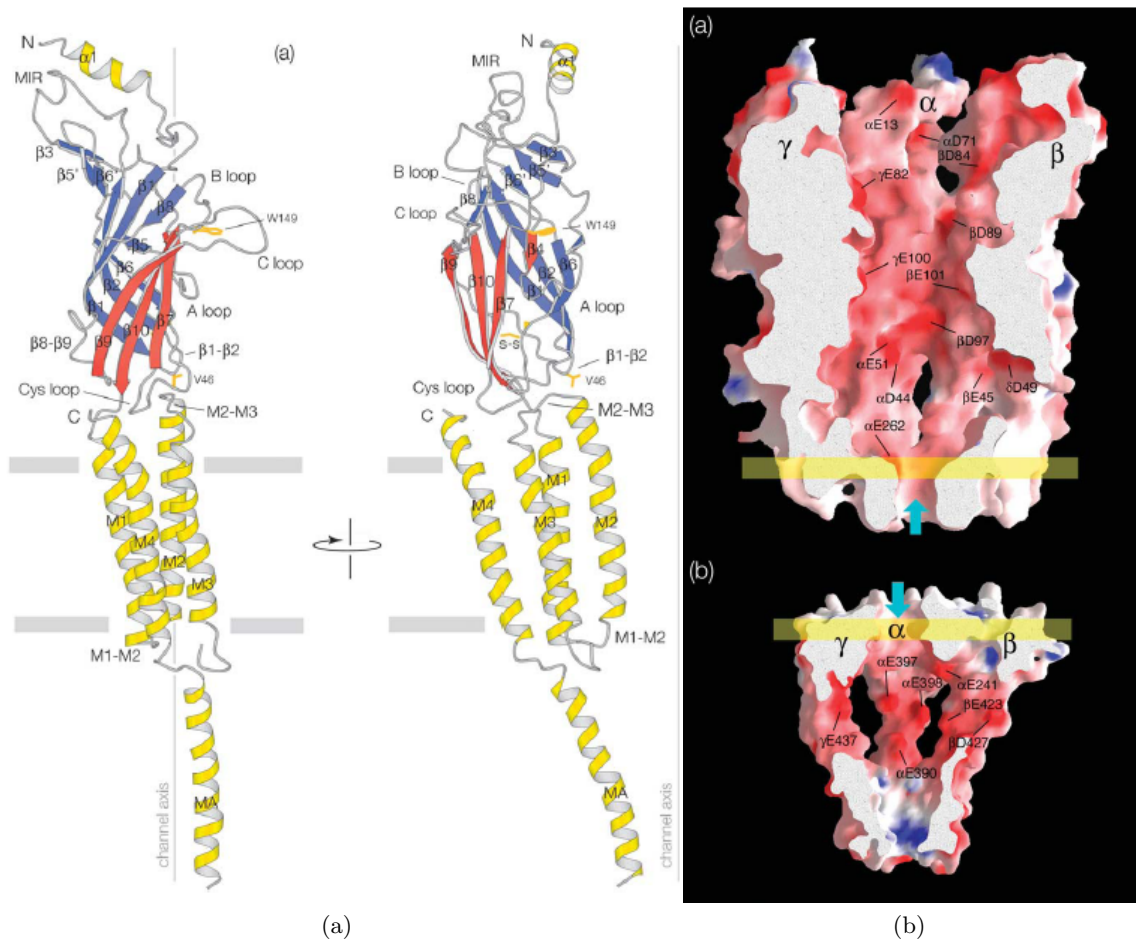 (a)
N
α1
MIR
β3
β5'
β6'
β1
B loop
β8
W149
β5
C loop
β6
β2
A loop
β1
β7
β10
β9
β8-β9
β1-β2
V46
Cys loop
C
M2-M3
M1
M4
M2
M3
M1-M2
MA
channel axis
N
α1
MIR
β3
B loop
β6'
β5'
β8
C loop
W149
β4
β9
β6
β10
β2
β1
β7
A loop
s-s
β1-β2
V46
Cys loop
C
M2-M3
M1
M4
M3
M2
M1-M2
MA
channel axis
(a)
(a)
α
γ
β
αE13
αD71
βD84
γE82
βD89
γE100
βE101
βD97
αE51
δD49
αD44
βE45
αE262
(b)
α
γ
β
αE397
αE241
αE398
βE423
γE437
βD427
αE390
(b)